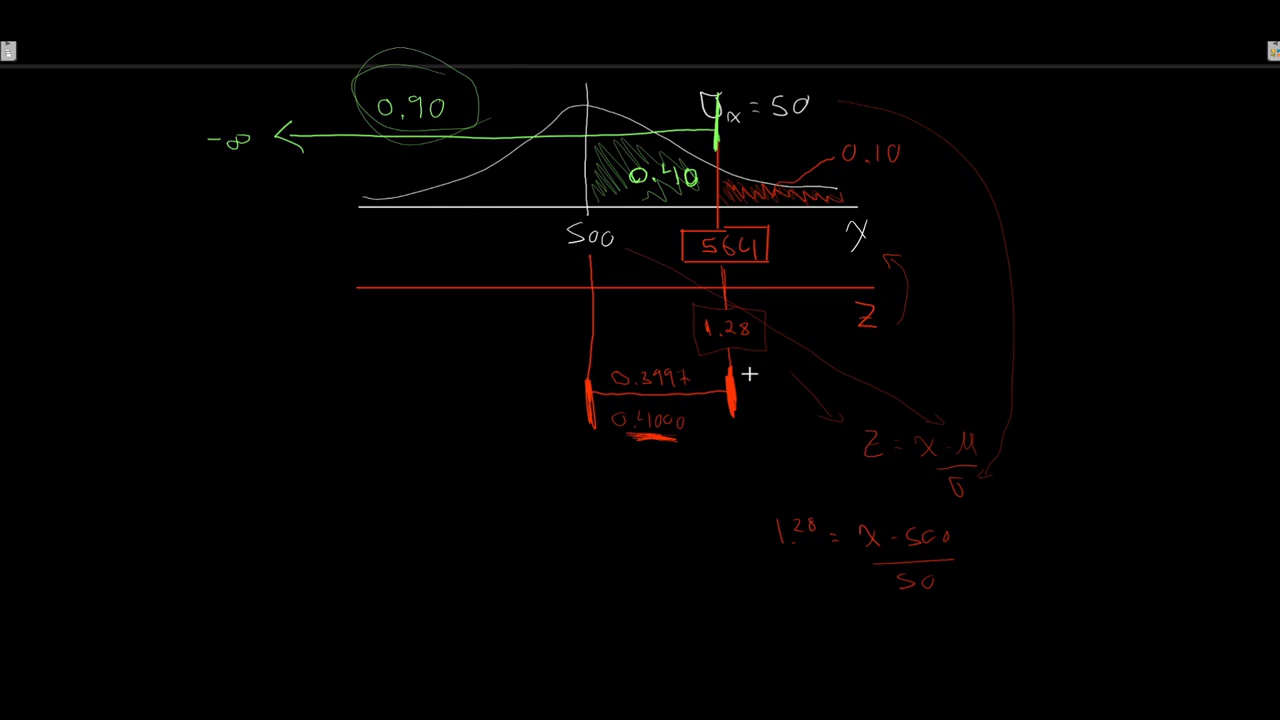 0.90
σx = 50
-∞
0.10
0.40
500
564
x
z
1.28
0.3997
0.4000
z = x - μ
σ
1.28 = x - 500
50